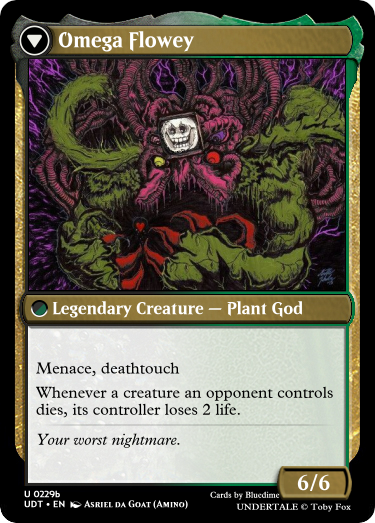 Omega Flowey
Legendary Creature — Plant God
Menace, deathtouch
Whenever a creature an opponent controls
dies, its controller loses 2 life.
Your worst nightmare.
6/6
U 0229b
UDT • EN Asriel da Goat (Amino)
Cards by Bluedime
UNDERTALE © Toby Fox